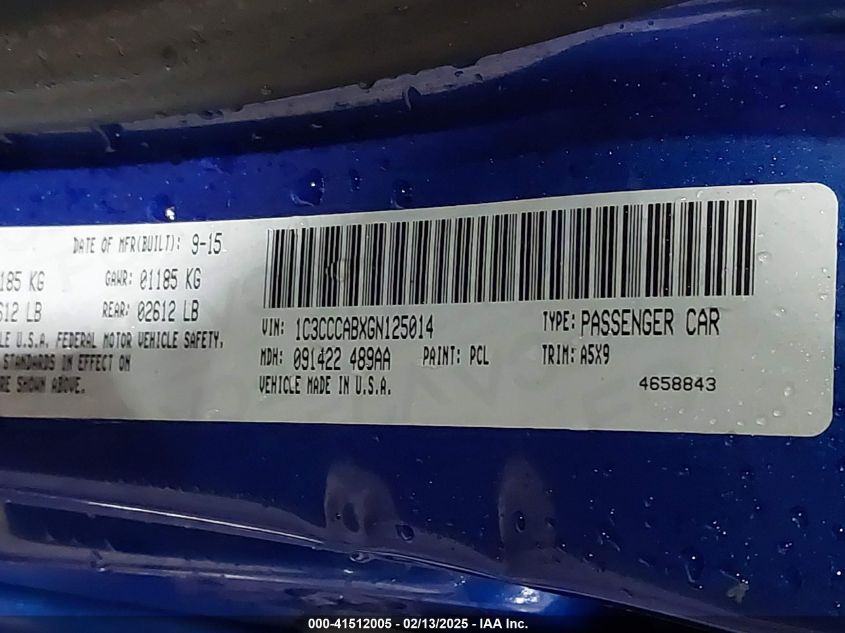 DATE OF MFR(BUILT): 9-15
185 KG GAWR: 01185 KG
612 LB REAR: 02612 LB
LE U.S.A. FEDERAL MOTOR VEHICLE SAFETY,
STANDARDS IN EFFECT ON
RE SHOWN ABOVE.
VIN: 1C3CCCABXGN125014 TYPE: PASSENGER CAR
MDH: 091422 489AA PAINT: PCL TRIM: A5X9
VEHICLE MADE IN U.S.A. 4658843
000-41512005 - 02/13/2025 - IAA Inc.